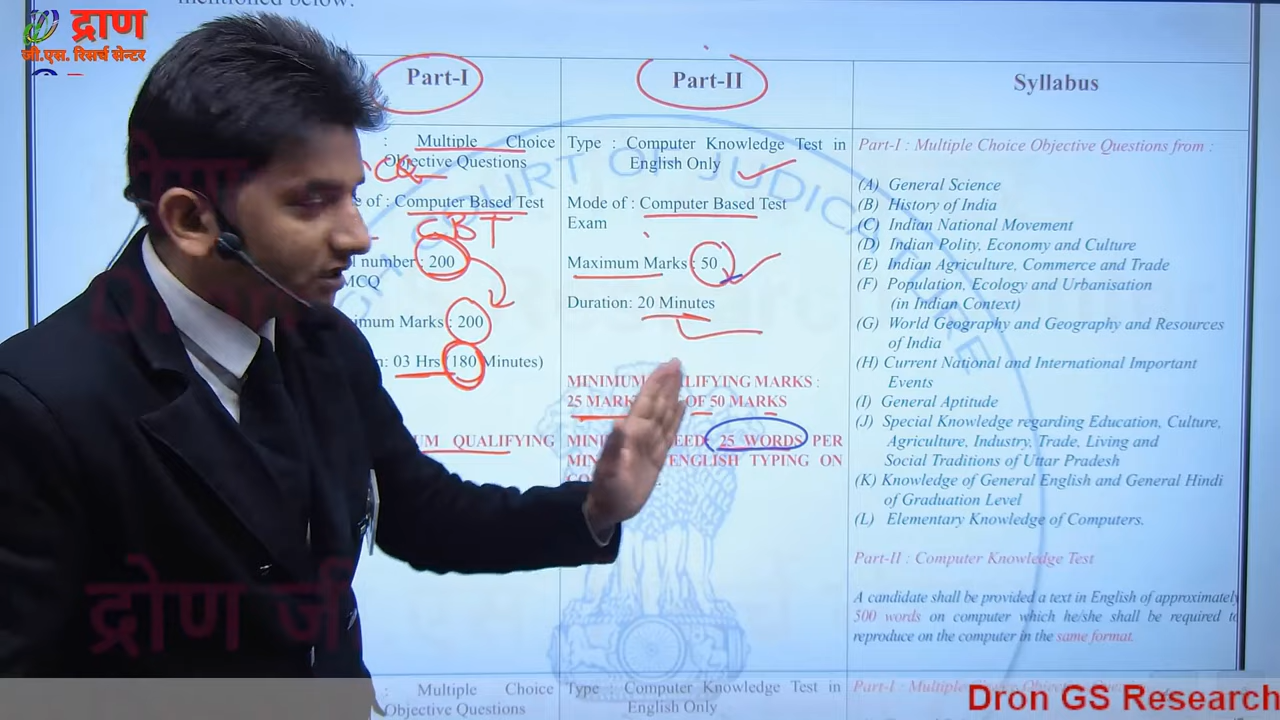 mentioned below:
द्राण
जी.एस. रिसर्च सेन्टर
Part-I
Part-II
Syllabus
: Multiple Choice
Objective Questions
of : Computer Based Test
CBT
number: 200
MCQ
Marks : 200
: 03 Hrs (180 Minutes)
QUALIFYING
Type : Computer Knowledge Test in
English Only
Mode of : Computer Based Test
Exam
Maximum Marks : 50
Duration: 20 Minutes
MINIMUM MARKS :
25 OF 50 MARKS
25 WORDS PER
ENGLISH TYPING ON
Part-I : Multiple Choice Objective Questions from :
(A) General Science
(B) History of India
(C) Indian National Movement
(D) Indian Polity, Economy and Culture
(E) Indian Agriculture, Commerce and Trade
(F) Population, Ecology and Urbanisation
(in Indian Context)
(G) World Geography and Geography and Resources
of India
(H) Current National and International Important
Events
(I) General Aptitude
(J) Special Knowledge regarding Education, Culture,
Agriculture, Industry, Trade, Living and
Social Traditions of Uttar Pradesh
(K) Knowledge of General English and General Hindi
of Graduation Level
(L) Elementary Knowledge of Computers.
Part-II : Computer Knowledge Test
A candidate shall be provided a text in English of approximately
500 words on computer which he/she shall be required to
reproduce on the computer in the same format.
: Multiple Choice
Objective Questions
Type : Computer Knowledge Test in
English Only
Part-I : Multiple
Dron GS Research